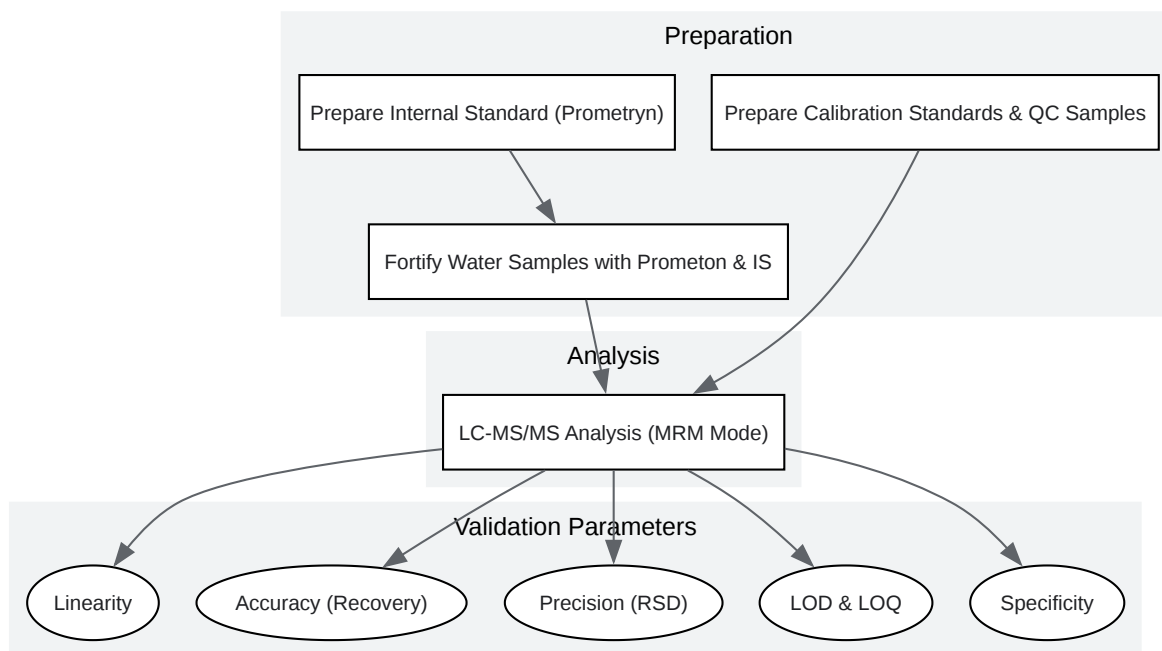 Preparation
Prepare Internal Standard (Prometryn)
Prepare Calibration Standards & QC Samples
Fortify Water Samples with Prometon & IS
Analysis
LC-MS/MS Analysis (MRM Mode)
Validation Parameters
Linearity
Accuracy (Recovery)
Precision (RSD)
LOD & LOQ
Specificity